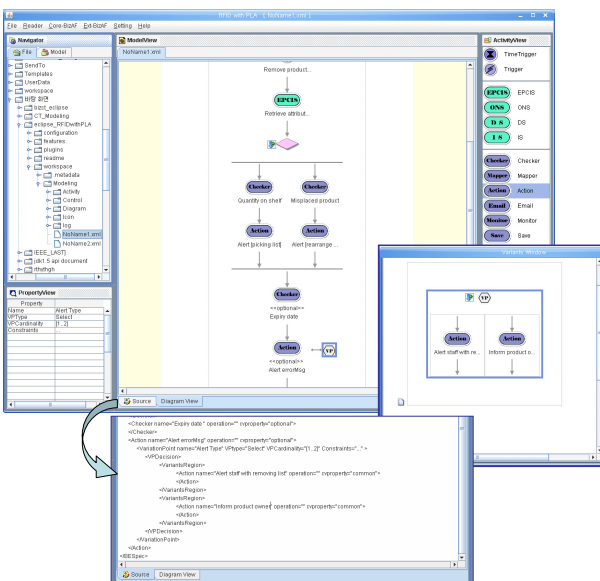 RFID with PLA - [ NoName1.xml ]
File Reader Core-BizAF Ext-BizAF Setting Help
Navigator
File Model
SendTo
Templates
UserData
workspace
바탕 화면
bizct_eclipse
CT_Modeling
eclipse_RFIDwithPLA
configuration
features
plugins
readme
workspace
.metadata
Modeling
Activity
Control
Diagram
Icon
log
NoName1.xml
NoName2.xml
IEEE_LAST]
jdk1.5 api document
rthsthgh
PropertyView
Property
Name Alert Type
VPType Select
VPCardinality [1..2]
Constraints ...
ModelView
NoName1.xml
Remove product...
EPCIS
Retrieve attribut...
Checker Checker
Quantity on shelf Misplaced product
Action Action
Alert [picking list] Alert [rearrange ...
Checker
<<optional>>
Expiry date
Action VP
<<optional>>
Alert errorMsg
Source Diagram View
ActivityView
TimeTrigger
Trigger
EPCIS EPCIS
ONS ONS
D S DS
I S IS
Checker Checker
Mapper Mapper
Action Action
Email Email
Monitor Monitor
Save Save
Variants Window
VP
Action Action
Alert staff with re... Inform product o...
<Checker name="Expiry date " operation="" cvproperty="optional">
</Checker>
<Action name="Alert errorMsg" operation="" cvproperty="optional">
<VariationPoint name="Alert Type" VPtype="Select" VPCardinality="[1..2]" Constraints="..." >
<VPDecision>
<VariantsRegion>
<Action name="Alert staff with removing list" operation="" cvproperty="common">
</Action>
</VariantsRegion>
<VariantsRegion>
<Action name="Inform product owner" operation="" cvproperty="common">
</Action>
</VariantsRegion>
</VPDecision>
</VariationPoint>
</Action>
</BESpec>
Source Diagram View